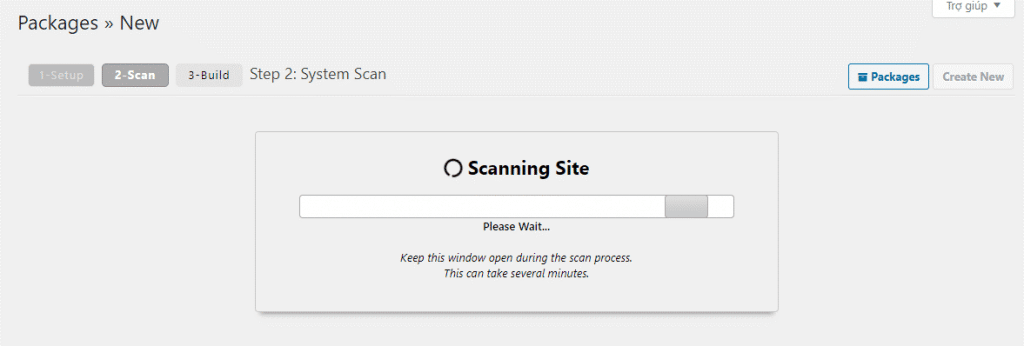 Trợ giúp ▼
Packages » New
1-Setup 2-Scan 3-Build Step 2: System Scan Packages Create New
Scanning Site
Please Wait...
Keep this window open during the scan process.
This can take several minutes.